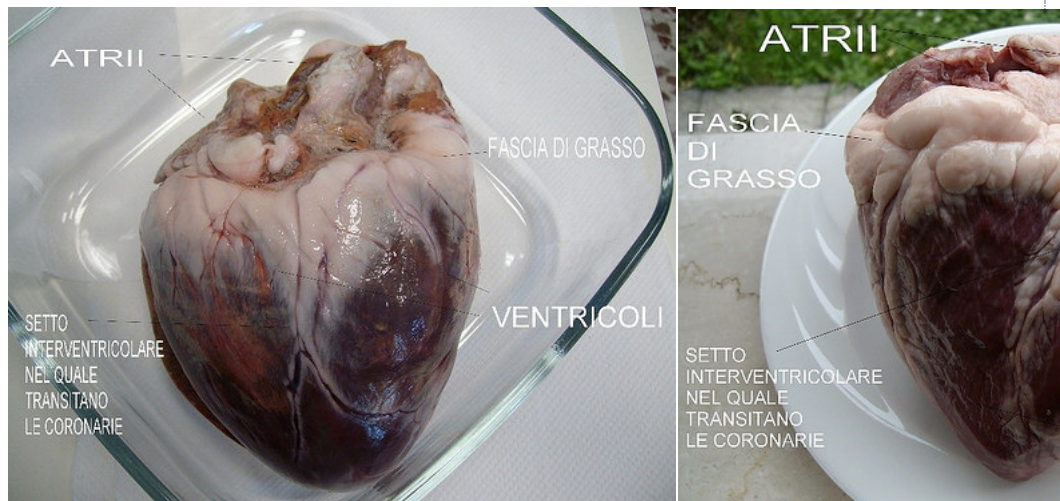 ATRII
FASCIA DI GRASSO
VENTRICOLI
SETTO
INTERVENTRICOLARE
NEL QUALE
TRANSITANO
LE CORONARIE
ATRII
FASCIA
DI
GRASSO
SETTO
INTERVENTRICOLARE
NEL QUALE
TRANSITANO
LE CORONARIE